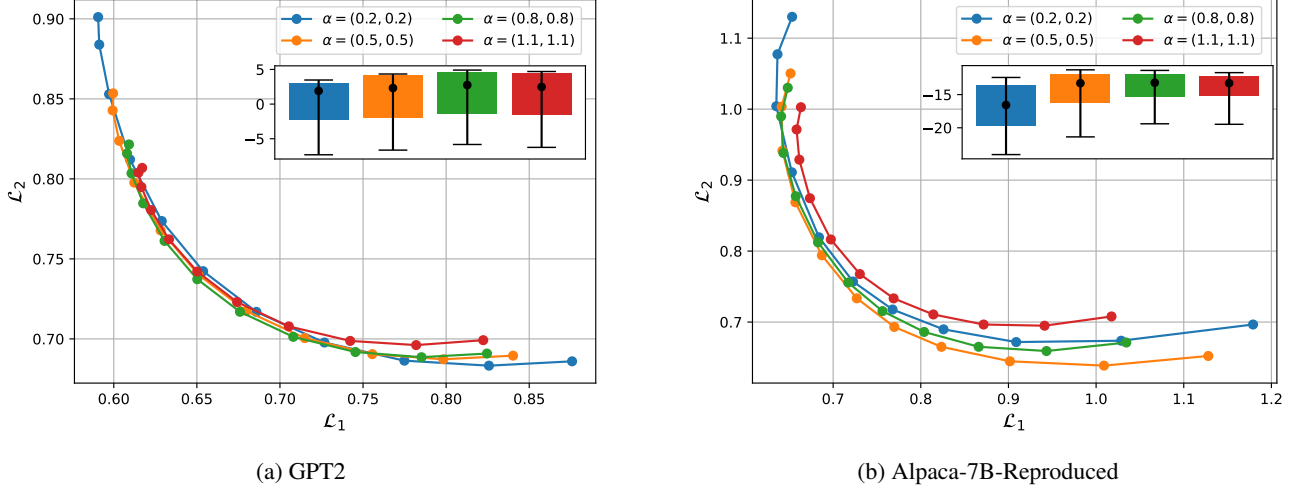 α = (0.2, 0.2)
α = (0.5, 0.5)
α = (0.8, 0.8)
α = (1.1, 1.1)
5
0
−5
0.90
0.85
0.80
0.75
0.70
ℒ₂
0.60
0.65
0.70
0.75
0.80
0.85
ℒ₁
(a) GPT2
α = (0.2, 0.2)
α = (0.5, 0.5)
α = (0.8, 0.8)
α = (1.1, 1.1)
−15
−20
1.1
1.0
0.9
0.8
0.7
ℒ₂
0.7
0.8
0.9
1.0
1.1
1.2
ℒ₁
(b) Alpaca-7B-Reproduced